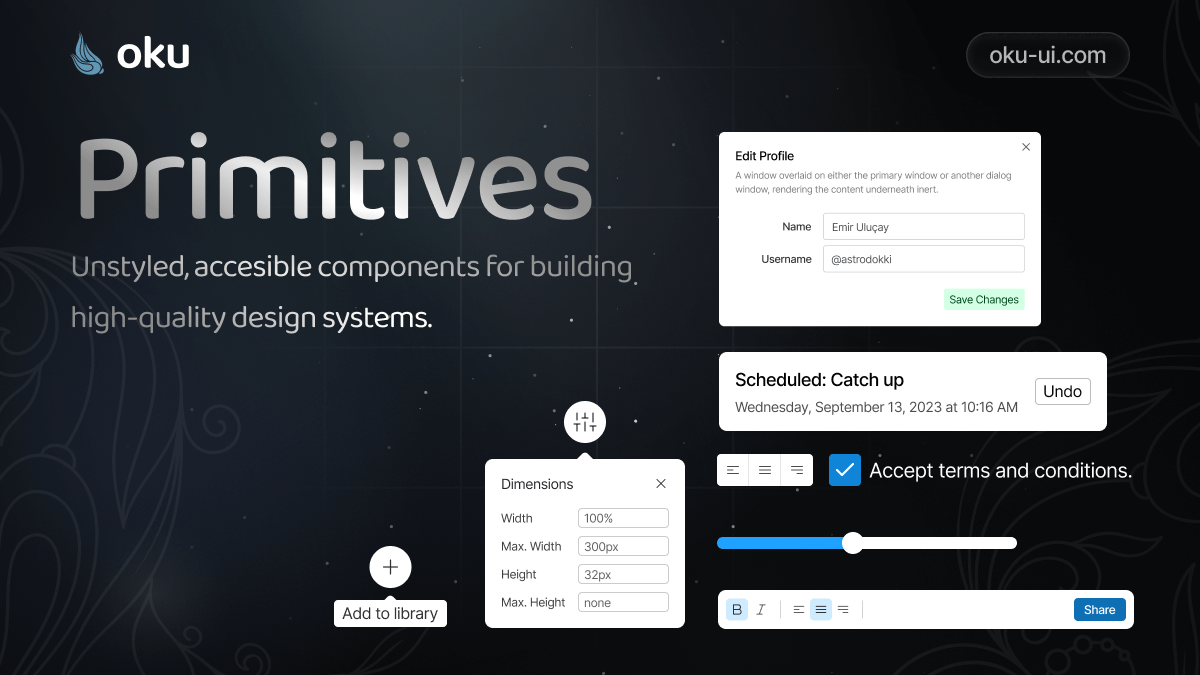 oku
oku-ui.com
Primitives
Unstyled, accesible components for building
high-quality design systems.
Edit Profile
A window overlaid on either the primary window or another dialog
window, rendering the content underneath inert.
Name
Emir Uluçay
Username
@astrodokki
Save Changes
Scheduled: Catch up
Wednesday, September 13, 2023 at 10:16 AM
Undo
Accept terms and conditions.
Dimensions
Width
100%
Max. Width
300px
Height
32px
Max. Height
none
Add to library
B
I
Share